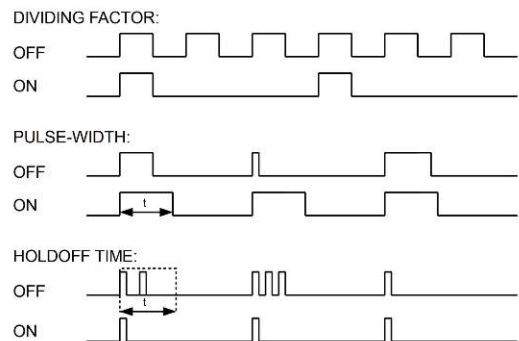 DIVIDING FACTOR:
OFF
ON
PULSE-WIDTH:
OFF
ON
t
HOLDOFF TIME:
OFF
t
ON